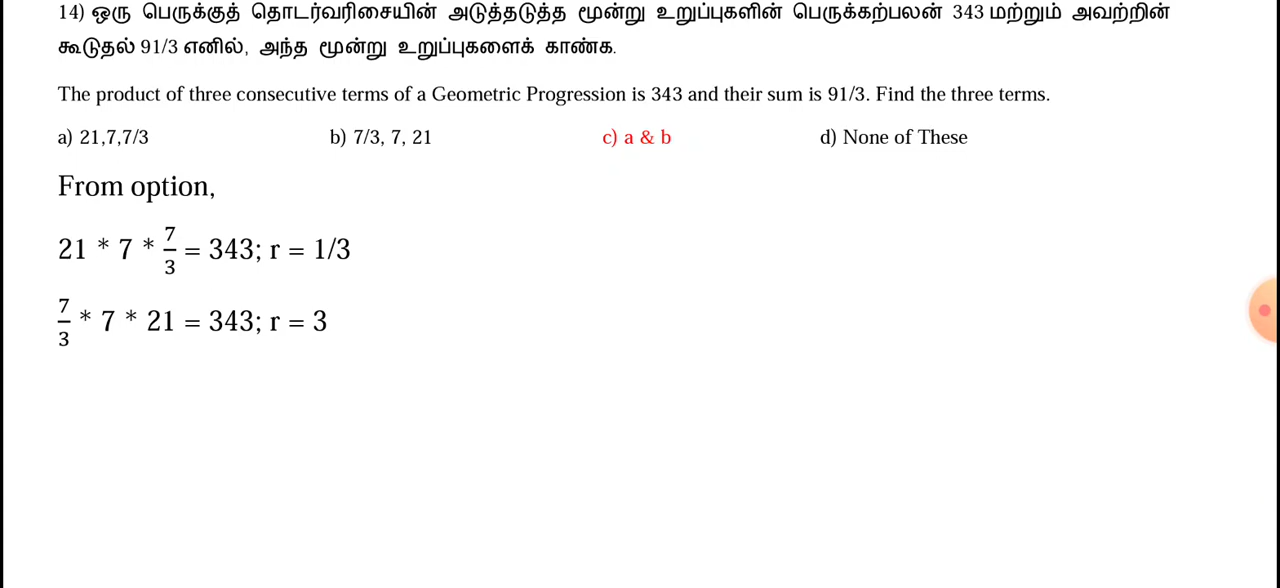 14) ஒரு பெருக்குத் தொடர்வரிசையின் அடுத்தடுத்த மூன்று உறுப்புகளின் பெருக்கற்பலன் 343 மற்றும் அவற்றின்
கூடுதல் 91/3 எனில், அந்த மூன்று உறுப்புகளைக் காண்க.
The product of three consecutive terms of a Geometric Progression is 343 and their sum is 91/3. Find the three terms.
a) 21,7,7/3 b) 7/3, 7, 21 c) a & b d) None of These
From option,
21 * 7 * 7/3 = 343; r = 1/3
7/3 * 7 * 21 = 343; r = 3